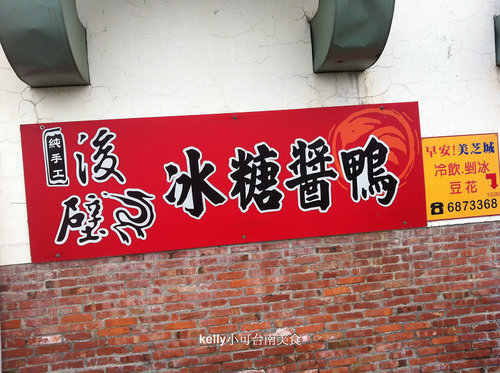 純手工
後壁
冰糖醬鴨
早安!美芝城
冷飲.剉冰
豆花
100M
☎6873368
kelly小可台南美食